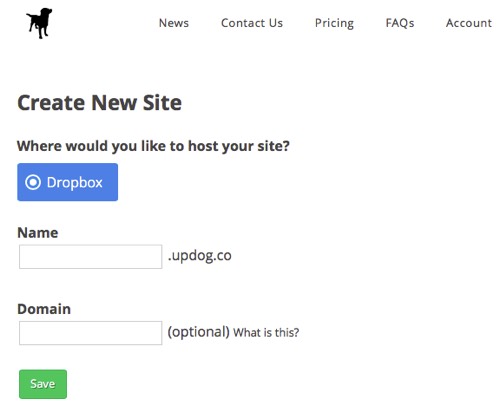 News Contact Us Pricing FAQs Account
Create New Site
Where would you like to host your site?
Dropbox
Name
.updog.co
Domain
(optional) What is this?
Save